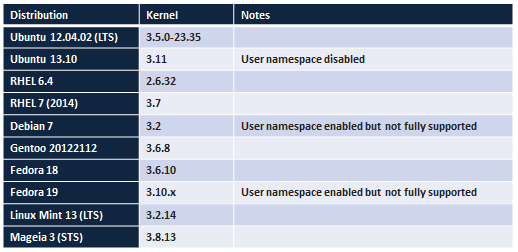 Distribution Kernel Notes
Ubuntu 12.04.02 (LTS) 3.5.0-23.35
Ubuntu 13.10 3.11 User namespace disabled
RHEL 6.4 2.6.32
RHEL 7 (2014) 3.7
Debian 7 3.2 User namespace enabled but not fully supported
Gentoo 20122112 3.6.8
Fedora 18 3.6.10
Fedora 19 3.10.x User namespace enabled but not fully supported
Linux Mint 13 (LTS) 3.2.14
Mageia 3 (STS) 3.8.13